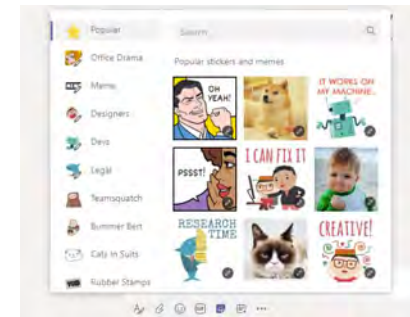 Popular
Search
Office Drama
Popular stickers and memes
Meme
Designers
Devs
Legal
Teamsquatch
Bummer Bert
Cats in Suits
Rubber Stamps
OH
YEAH!
IT WORKS ON
MY MACHINE...
PSSST!
I CAN FIX IT
RESEARCH
TIME
CREATIVE!
GIF